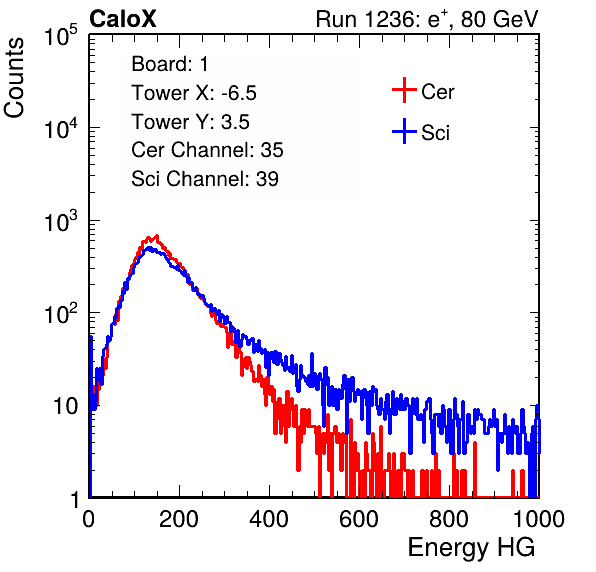 CaloX Run 1236: e⁺, 80 GeV
Counts
Board: 1
Tower X: -6.5
Tower Y: 3.5
Cer Channel: 35
Sci Channel: 39
Cer
Sci
10⁵
10⁴
10³
10²
10
1
0 200 400 600 800 1000
Energy HG